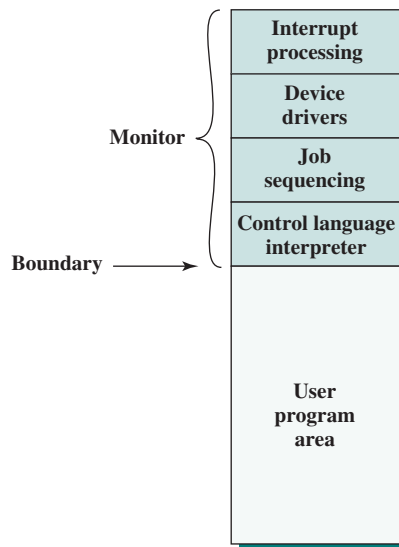 Interrupt
processing
Device
drivers
Monitor
Job
sequencing
Control language
interpreter
Boundary
User
program
area